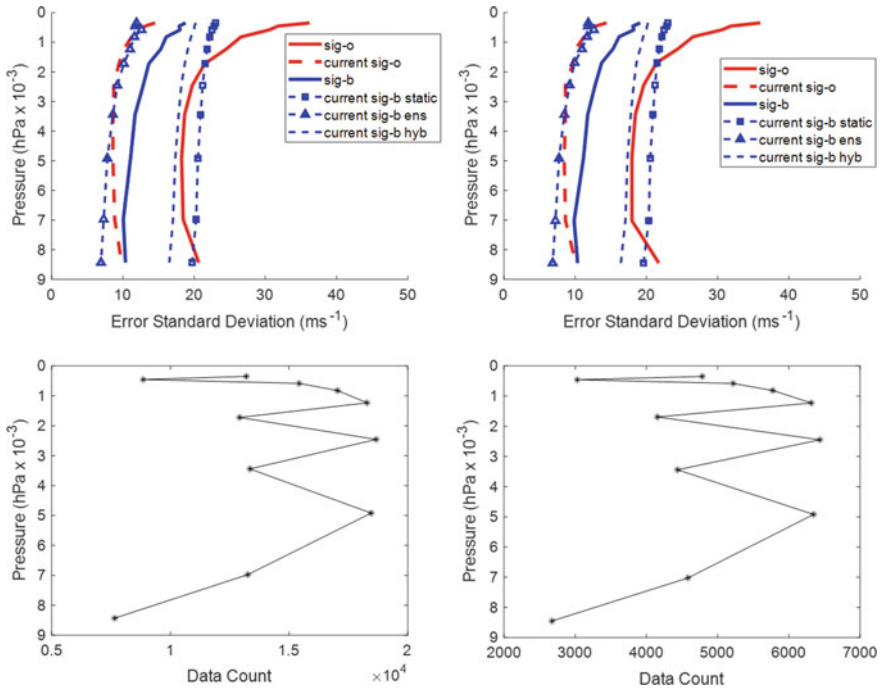 0
1
2
3
4
5
6
7
8
9
Pressure (hPa x 10⁻³)
sig-o
current sig-o
sig-b
current sig-b static
current sig-b ens
current sig-b hyb
0 10 20 30 40 50
Error Standard Deviation (ms⁻¹)
0
1
2
3
4
5
6
7
8
9
Pressure (hPa x 10⁻³)
sig-o
current sig-o
sig-b
current sig-b static
current sig-b ens
current sig-b hyb
0 10 20 30 40 50
Error Standard Deviation (ms⁻¹)
0
1
2
3
4
5
6
7
8
9
Pressure (hPa x 10⁻³)
0.5 1 1.5 2
×10⁴
Data Count
0
1
2
3
4
5
6
7
8
9
Pressure (hPa x 10⁻³)
2000 3000 4000 5000 6000 7000
Data Count